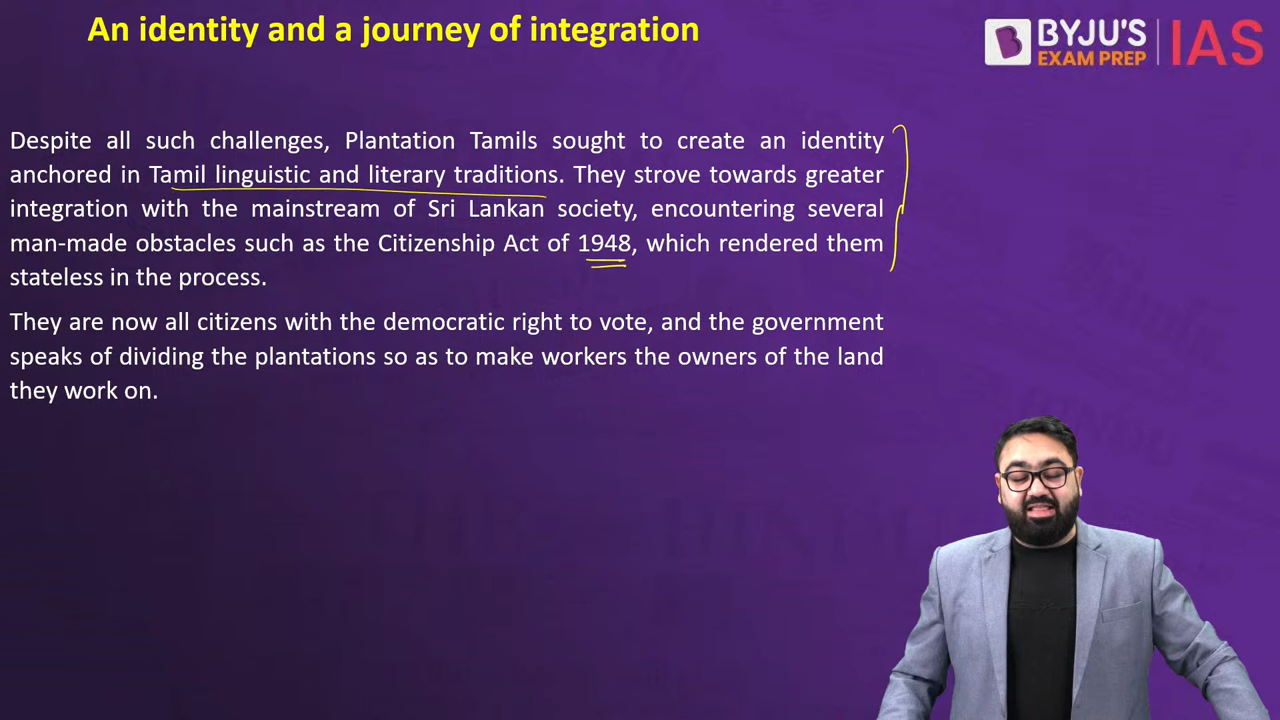 An identity and a journey of integration
BYJU'S
EXAM PREP
IAS
Despite all such challenges, Plantation Tamils sought to create an identity
anchored in Tamil linguistic and literary traditions. They strove towards greater
integration with the mainstream of Sri Lankan society, encountering several
man-made obstacles such as the Citizenship Act of 1948, which rendered them
stateless in the process.
They are now all citizens with the democratic right to vote, and the government
speaks of dividing the plantations so as to make workers the owners of the land
they work on.